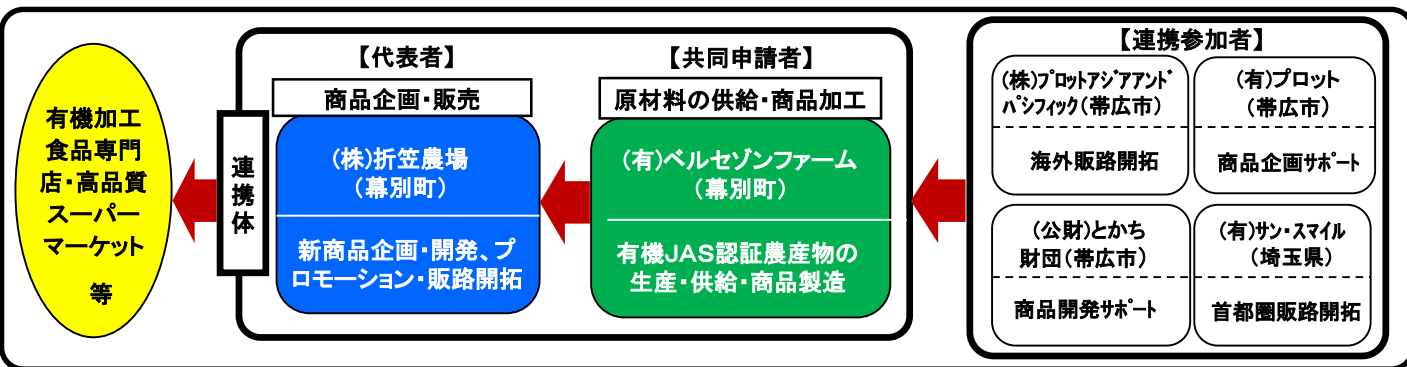 有機加工
食品専門
店・高品質
スーパー
マーケット
等
連
携
体
【代表者】
商品企画・販売
(株)折笠農場
(幕別町)
新商品企画・開発、プ
ロモーション・販路開拓
【共同申請者】
原材料の供給・商品加工
(有)ベルセゾンファーム
(幕別町)
有機JAS認証農産物の
生産・供給・商品製造
【連携参加者】
(株)プロットアジアアンド
パシフィック(帯広市)
海外販路開拓
(有)プロット
(帯広市)
商品企画サポート
(公財)とかち
財団(帯広市)
商品開発サポート
(有)サン・スマイル
(埼玉県)
首都圏販路開拓